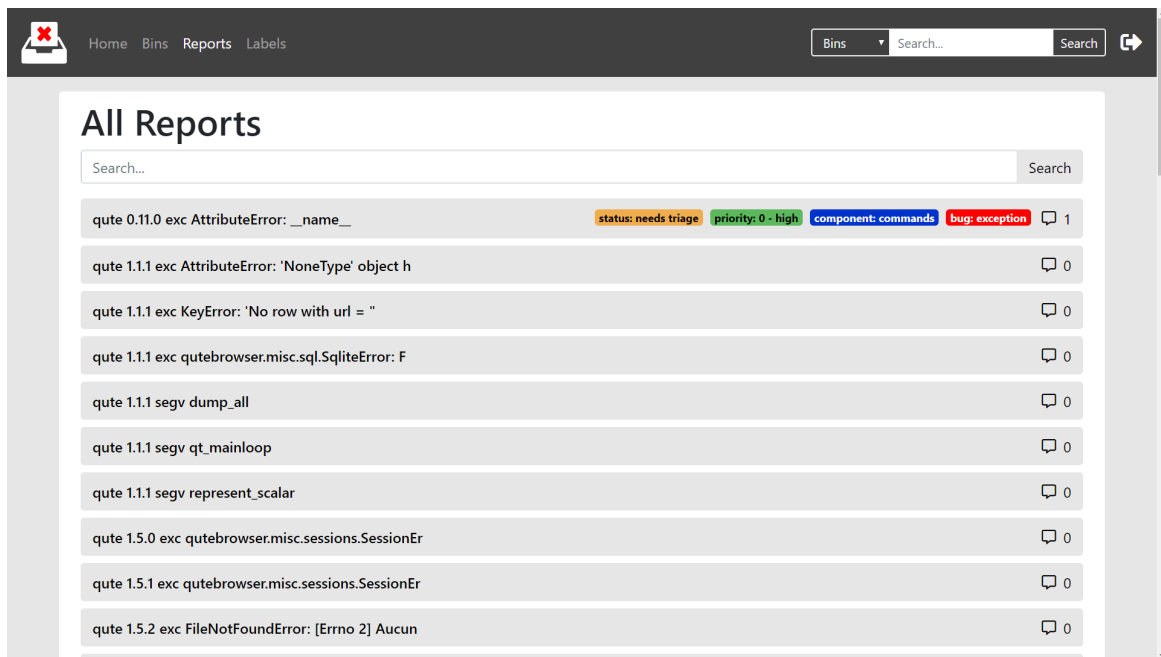 Home Bins Reports Labels Bins Search... Search
All Reports
Search... Search
qute 0.11.0 exc AttributeError: __name__ status: needs triage priority: 0 - high component: commands bug: exception 1
qute 1.1.1 exc AttributeError: 'NoneType' object h 0
qute 1.1.1 exc KeyError: 'No row with url = '' 0
qute 1.1.1 exc qutebrowser.misc.sql.SqliteError: F 0
qute 1.1.1 segv dump_all 0
qute 1.1.1 segv qt_mainloop 0
qute 1.1.1 segv represent_scalar 0
qute 1.5.0 exc qutebrowser.misc.sessions.SessionEr 0
qute 1.5.1 exc qutebrowser.misc.sessions.SessionEr 0
qute 1.5.2 exc FileNotFoundError: [Errno 2] Aucun 0